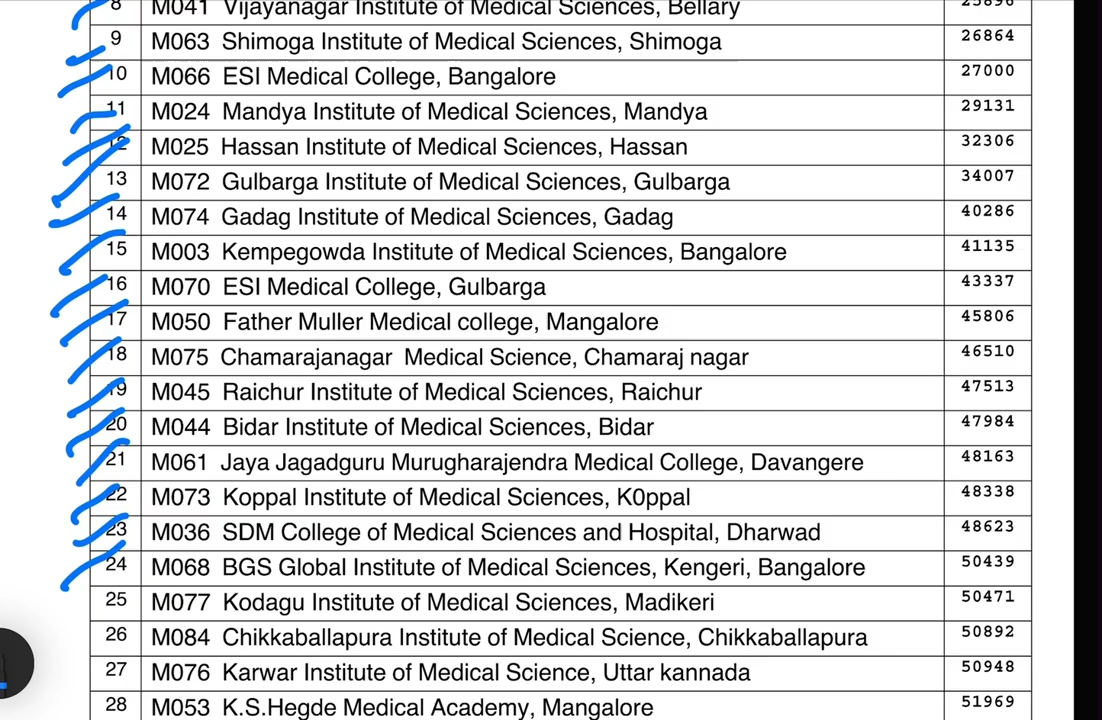 8 M041 Vijayanagar Institute of Medical Sciences, Bellary 25896
9 M063 Shimoga Institute of Medical Sciences, Shimoga 26864
10 M066 ESI Medical College, Bangalore 27000
11 M024 Mandya Institute of Medical Sciences, Mandya 29131
12 M025 Hassan Institute of Medical Sciences, Hassan 32306
13 M072 Gulbarga Institute of Medical Sciences, Gulbarga 34007
14 M074 Gadag Institute of Medical Sciences, Gadag 40286
15 M003 Kempegowda Institute of Medical Sciences, Bangalore 41135
16 M070 ESI Medical College, Gulbarga 43337
17 M050 Father Muller Medical college, Mangalore 45806
18 M075 Chamarajanagar Medical Science, Chamaraj nagar 46510
19 M045 Raichur Institute of Medical Sciences, Raichur 47513
20 M044 Bidar Institute of Medical Sciences, Bidar 47984
21 M061 Jaya Jagadguru Murugharajendra Medical College, Davangere 48163
22 M073 Koppal Institute of Medical Sciences, K0ppal 48338
23 M036 SDM College of Medical Sciences and Hospital, Dharwad 48623
24 M068 BGS Global Institute of Medical Sciences, Kengeri, Bangalore 50439
25 M077 Kodagu Institute of Medical Sciences, Madikeri 50471
26 M084 Chikkaballapura Institute of Medical Science, Chikkaballapura 50892
27 M076 Karwar Institute of Medical Science, Uttar kannada 50948
28 M053 K.S.Hegde Medical Academy, Mangalore 51969